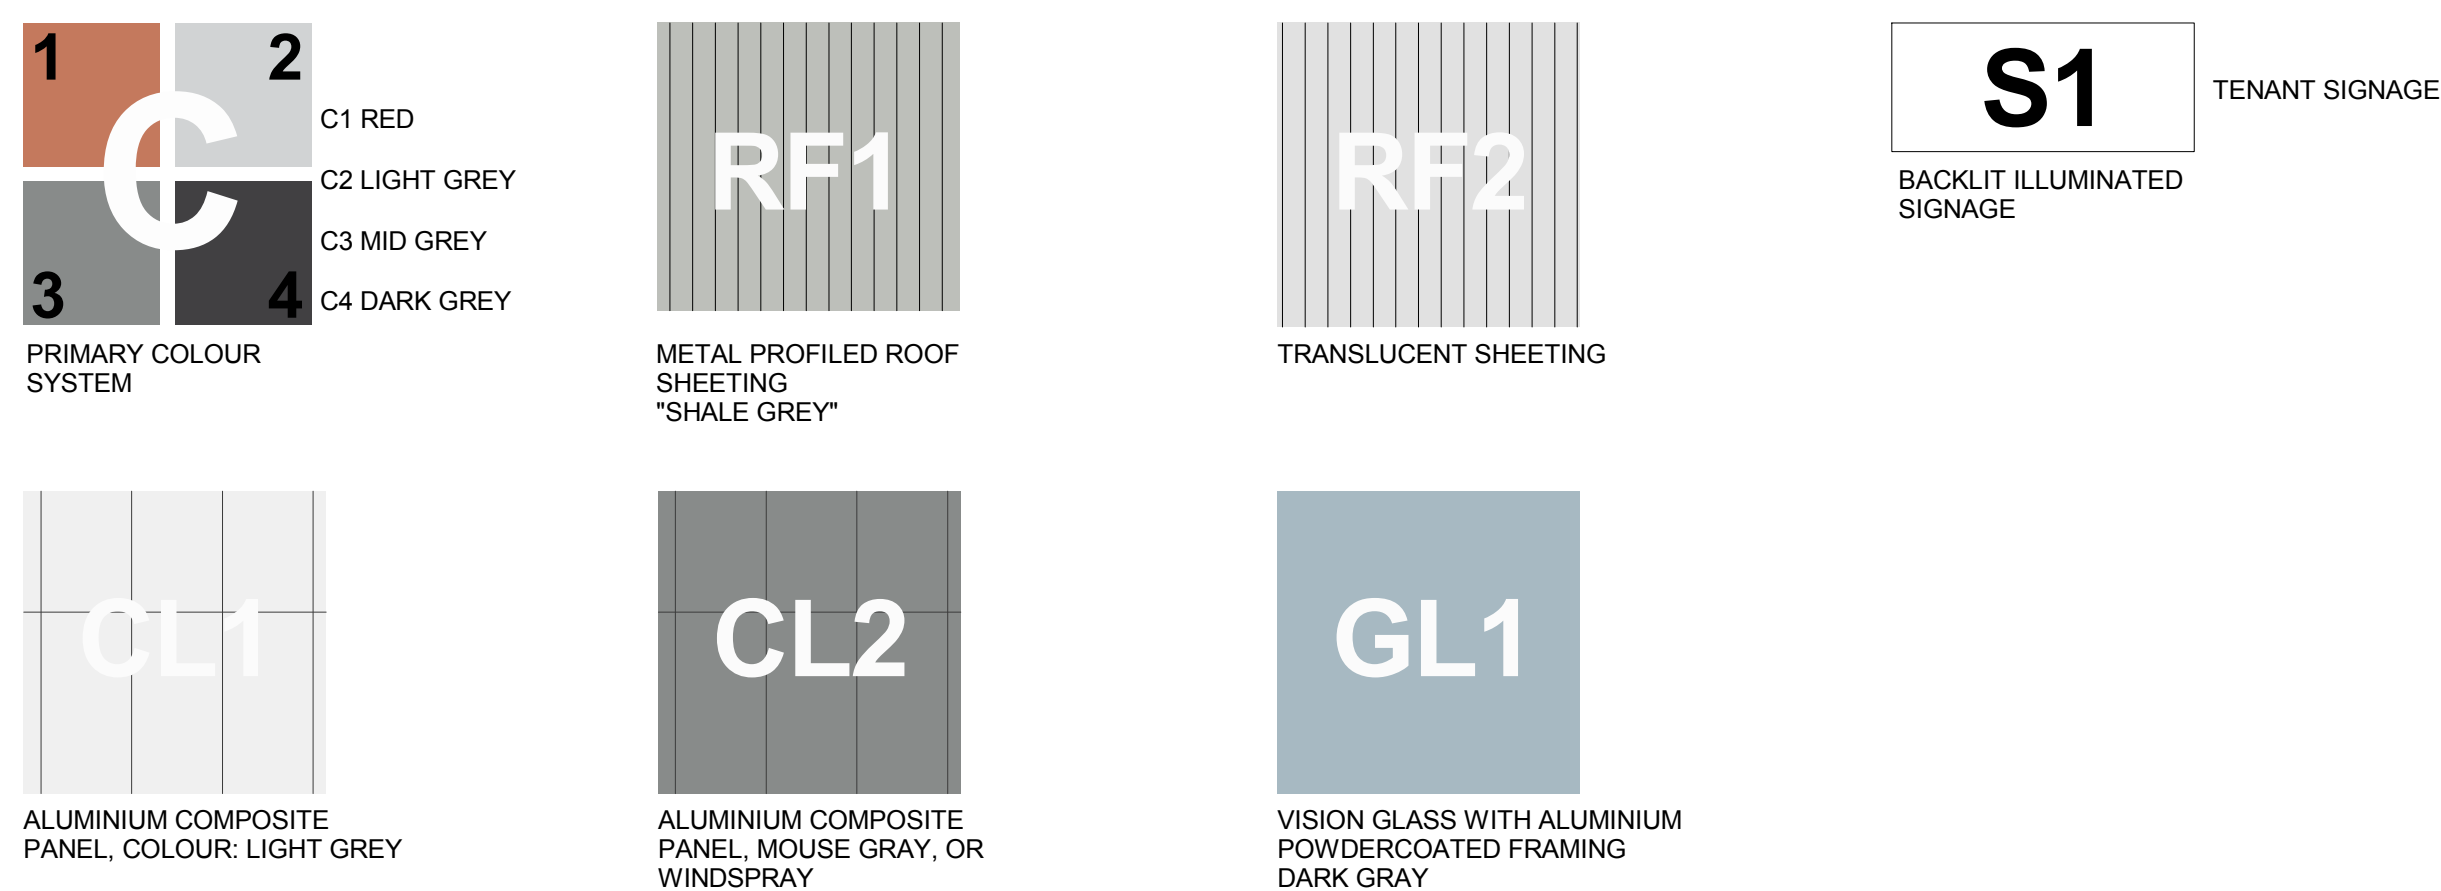 1
2
C
3
4
C1 RED
C2 LIGHT GREY
C3 MID GREY
C4 DARK GREY
PRIMARY COLOUR
SYSTEM
RF1
METAL PROFILED ROOF
SHEETING
"SHALE GREY"
RF2
TRANSLUCENT SHEETING
S1
TENANT SIGNAGE
BACKLIT ILLUMINATED
SIGNAGE
CL1
ALUMINIUM COMPOSITE
PANEL, COLOUR: LIGHT GREY
CL2
ALUMINIUM COMPOSITE
PANEL, MOUSE GRAY, OR
WINDSPRAY
GL1
VISION GLASS WITH ALUMINIUM
POWDERCOATED FRAMING
DARK GRAY